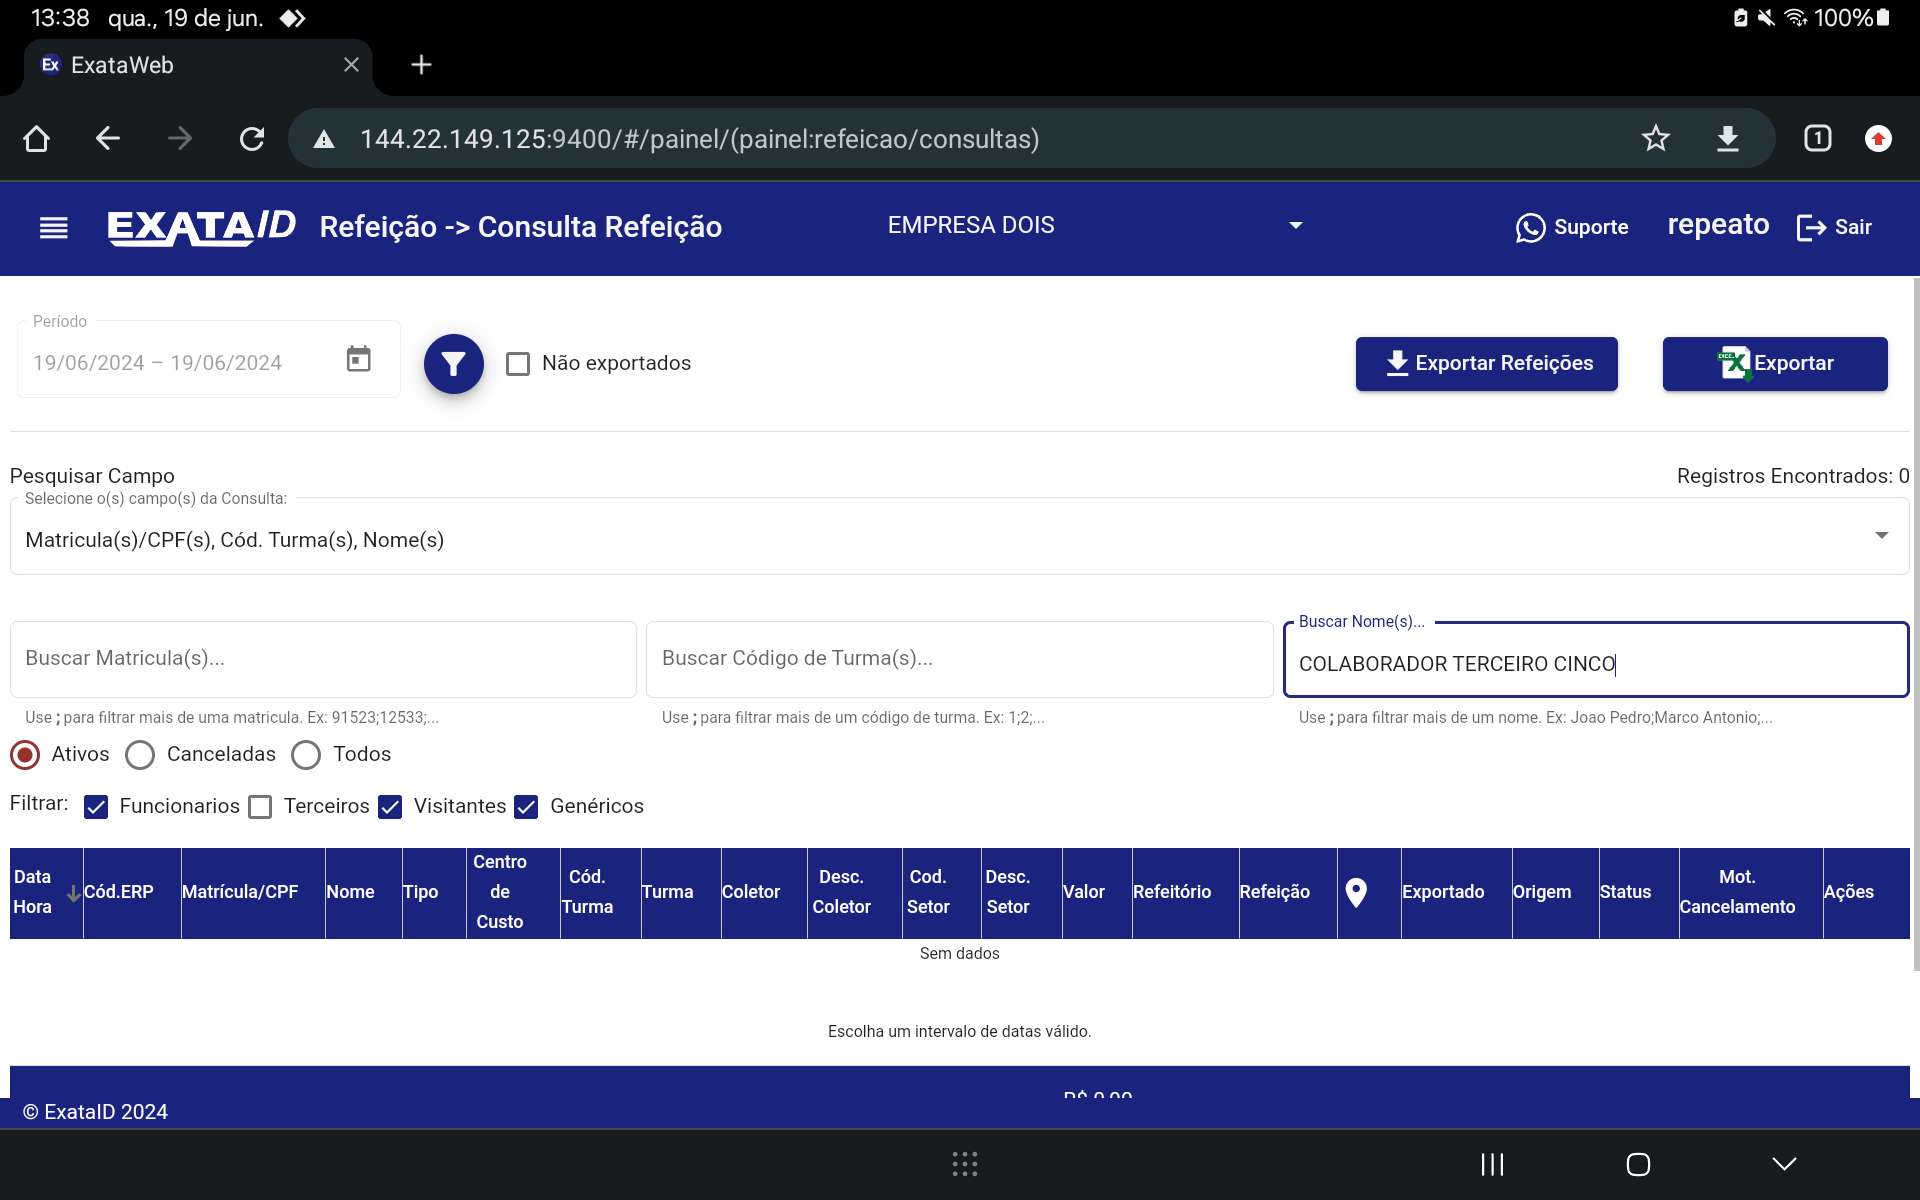 13:38 qua., 19 de jun. 100%
Ex ExataWeb
144.22.149.125:9400/#/painel/(painel:refeicao/consultas) 1
EXATAID Refeição -> Consulta Refeição EMPRESA DOIS Suporte repeato Sair
Período
19/06/2024 – 19/06/2024 Não exportados Exportar Refeições Exportar
Pesquisar Campo Registros Encontrados: 0
Selecione o(s) campo(s) da Consulta:
Matricula(s)/CPF(s), Cód. Turma(s), Nome(s)
Buscar Nome(s)...
Buscar Matricula(s)... Buscar Código de Turma(s)... COLABORADOR TERCEIRO CINCO
Use ; para filtrar mais de uma matricula. Ex: 91523;12533;... Use ; para filtrar mais de um código de turma. Ex: 1;2;... Use ; para filtrar mais de um nome. Ex: Joao Pedro;Marco Antonio;...
Ativos Canceladas Todos
Filtrar: Funcionarios Terceiros Visitantes Genéricos
Data Hora Cód.ERP Matrícula/CPF Nome Tipo Centro de Custo Cód. Turma Turma Coletor Desc. Coletor Cod. Setor Desc. Setor Valor Refeitório Refeição Exportado Origem Status Mot. Cancelamento Ações
Sem dados
Escolha um intervalo de datas válido.
R$ 0,00
© ExataID 2024